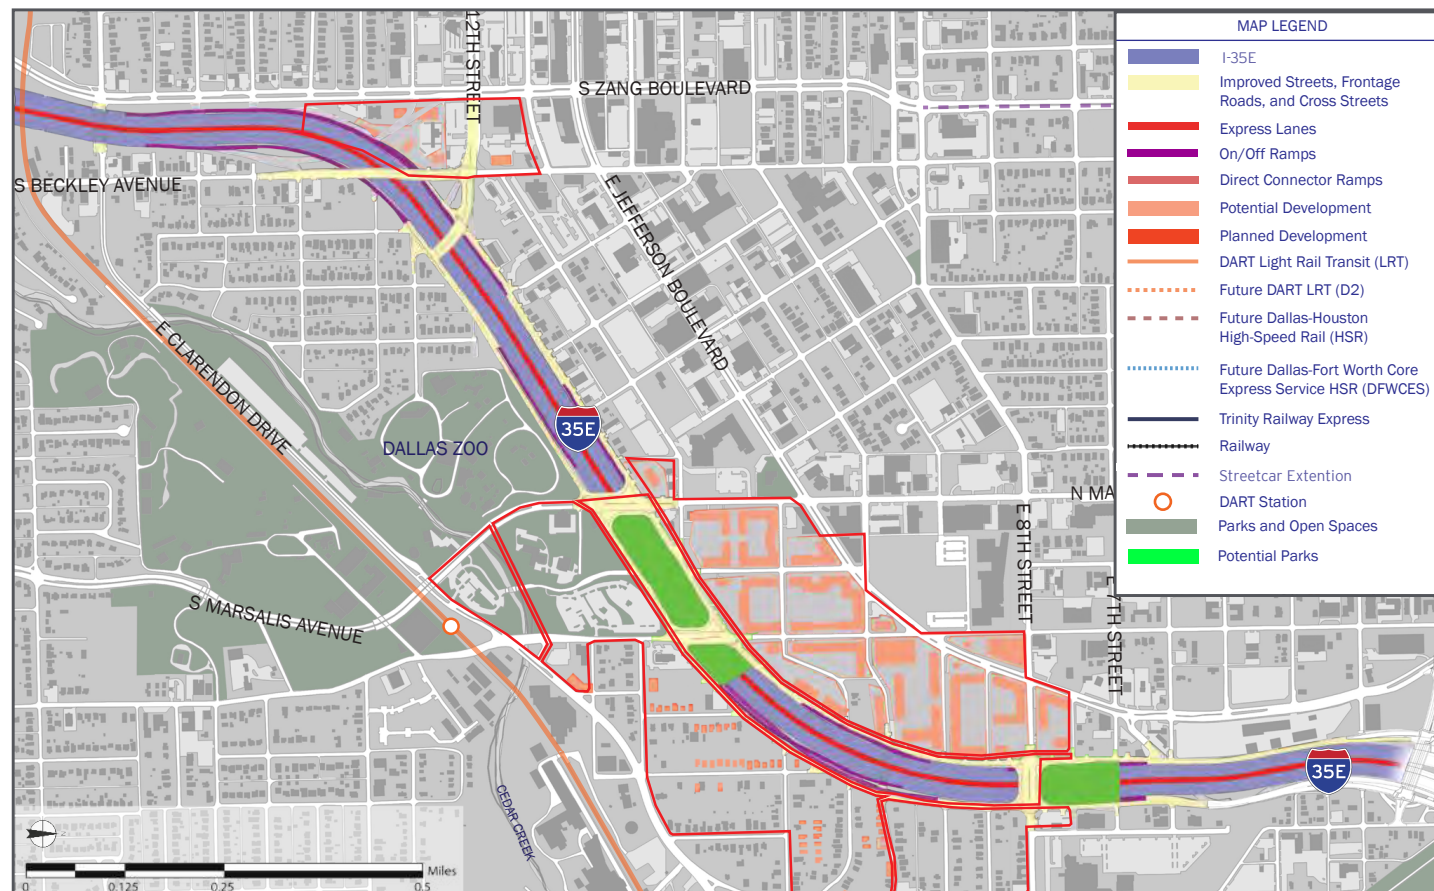 12TH STREET
S ZANG BOULEVARD
S BECKLEY AVENUE
E JEFFERSON BOULEVARD
E CLARENDON DRIVE
DALLAS ZOO
35E
N MA
E 8TH STREET
E 7TH STREET
S MARSALIS AVENUE
35E
CEDAR CREEK
Miles
0
0.125
0.25
0.5
MAP LEGEND
I-35E
Improved Streets, Frontage
Roads, and Cross Streets
Express Lanes
On/Off Ramps
Direct Connector Ramps
Potential Development
Planned Development
DART Light Rail Transit (LRT)
Future DART LRT (D2)
Future Dallas-Houston
High-Speed Rail (HSR)
Future Dallas-Fort Worth Core
Express Service HSR (DFWCES)
Trinity Railway Express
Railway
Streetcar Extention
DART Station
Parks and Open Spaces
Potential Parks